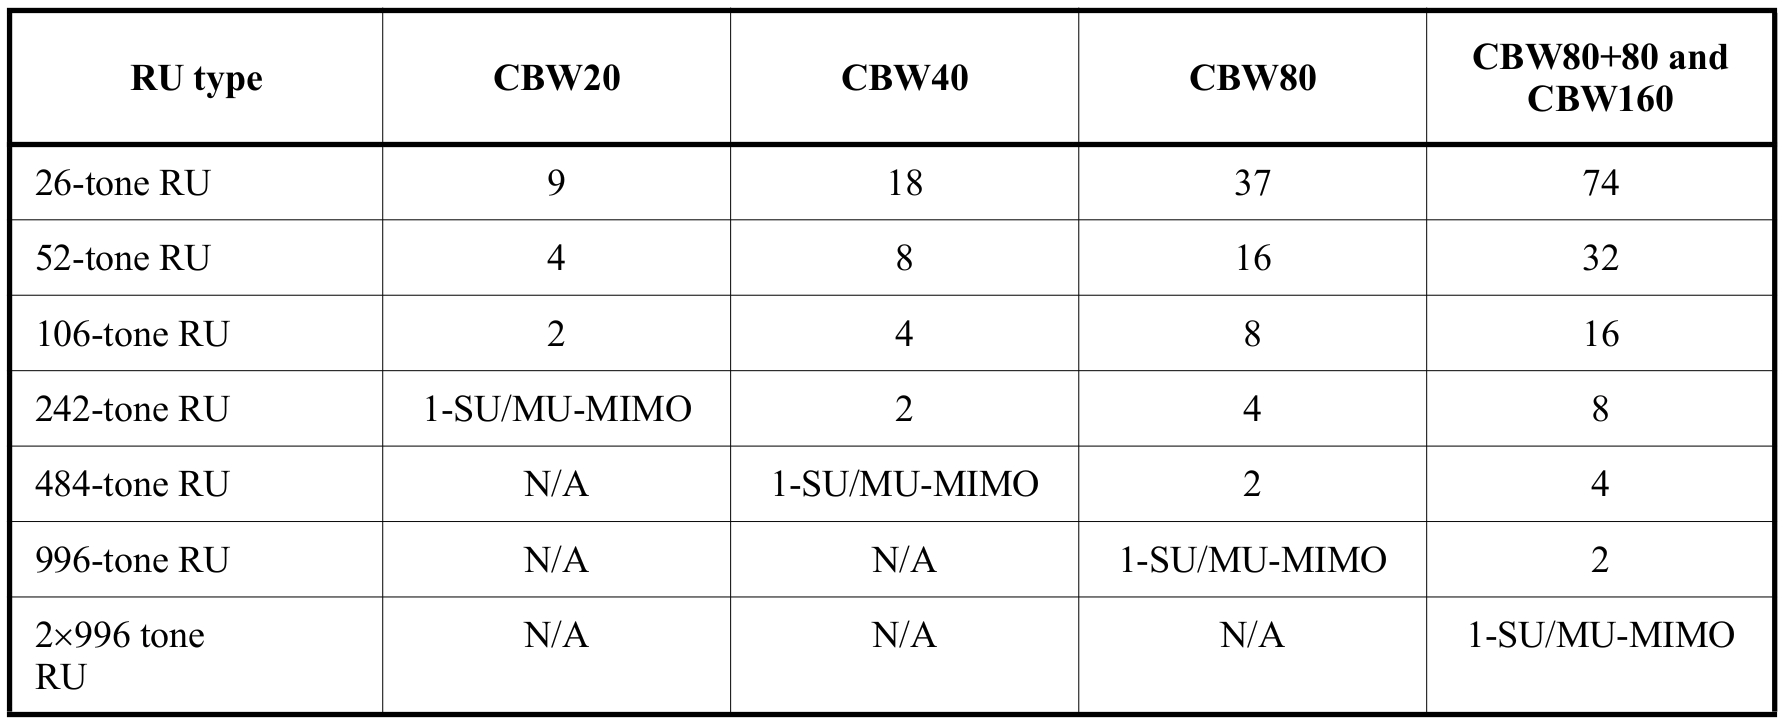 RU type CBW20 CBW40 CBW80 CBW80+80 and
CBW160
26-tone RU 9 18 37 74
52-tone RU 4 8 16 32
106-tone RU 2 4 8 16
242-tone RU 1-SU/MU-MIMO 2 4 8
484-tone RU N/A 1-SU/MU-MIMO 2 4
996-tone RU N/A N/A 1-SU/MU-MIMO 2
2×996 tone N/A N/A N/A 1-SU/MU-MIMO
RU